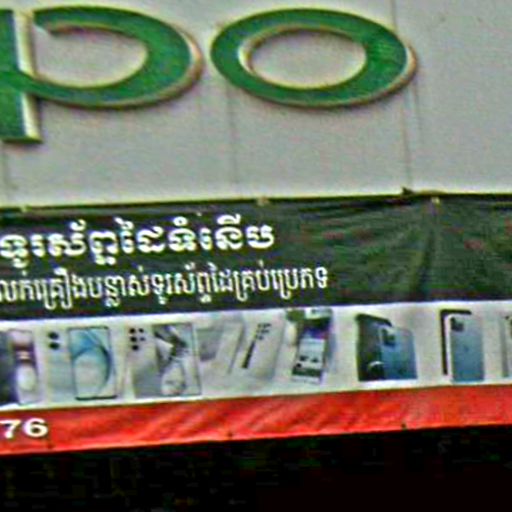 po
ទូរស័ព្ទដៃទំនើប
លក់គ្រឿងបន្លាស់ទូរស័ព្ទដៃគ្រប់ប្រភេទ
76